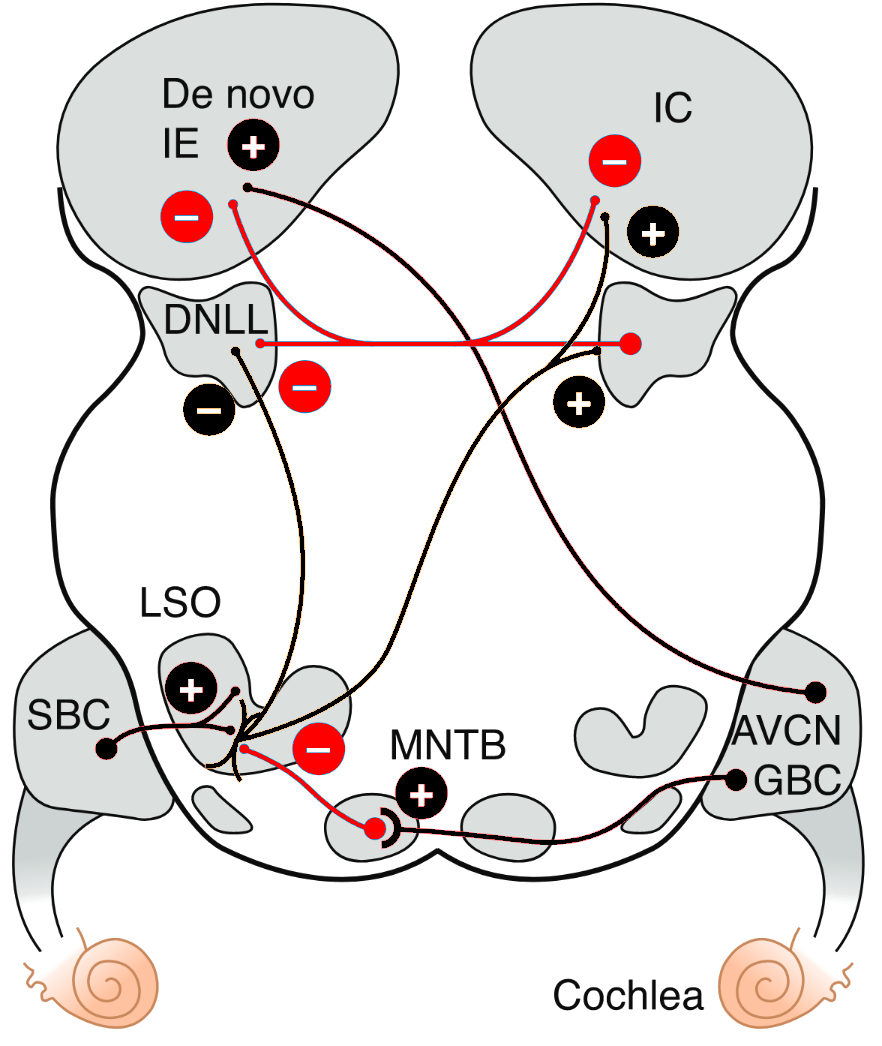 De novo
IE +
IC
−
−
+
DNLL
−
−
+
LSO
+
SBC
−
MNTB
+
AVCN
GBC
Cochlea